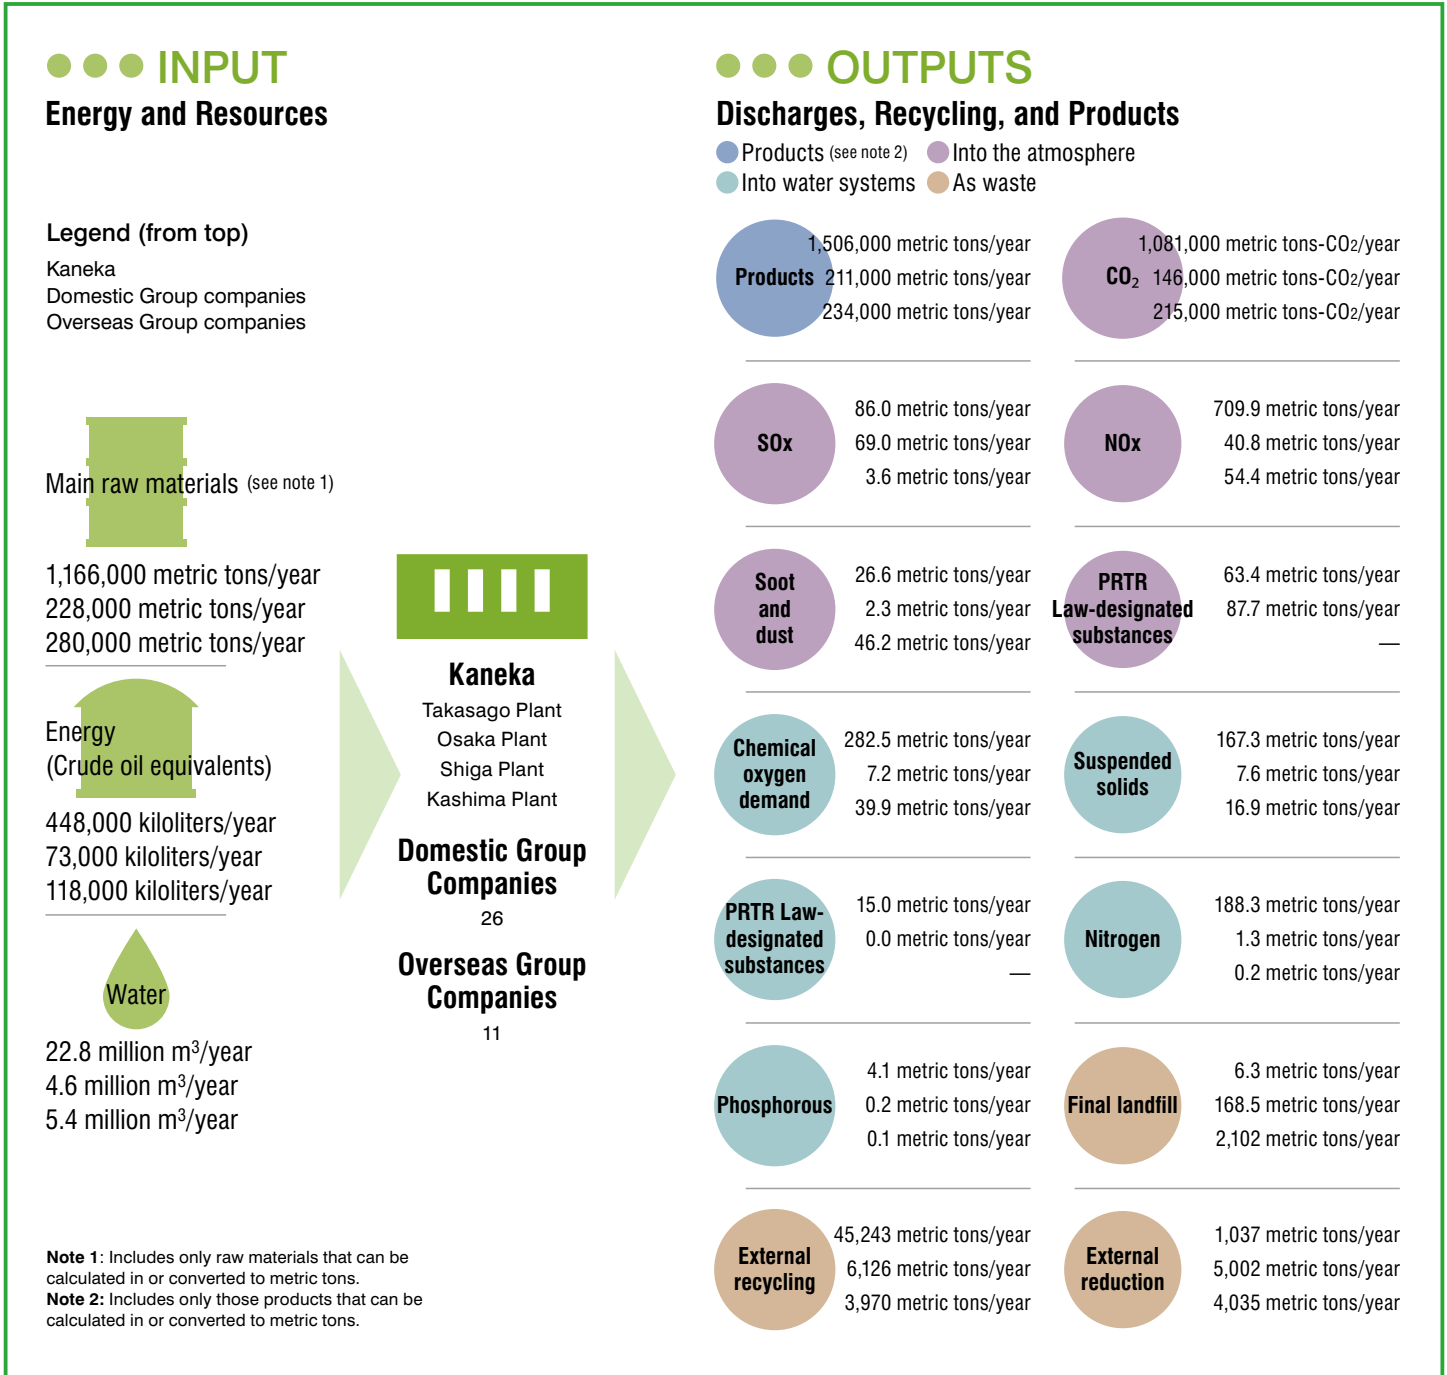 INPUT
Energy and Resources
Legend (from top)
Kaneka
Domestic Group companies
Overseas Group companies
Main raw materials (see note 1)
1,166,000 metric tons/year
228,000 metric tons/year
280,000 metric tons/year
Energy
(Crude oil equivalents)
448,000 kiloliters/year
73,000 kiloliters/year
118,000 kiloliters/year
Water
22.8 million m³/year
4.6 million m³/year
5.4 million m³/year
Note 1: Includes only raw materials that can be
calculated in or converted to metric tons.
Note 2: Includes only those products that can be
calculated in or converted to metric tons.
Kaneka
Takasago Plant
Osaka Plant
Shiga Plant
Kashima Plant
Domestic Group
Companies
26
Overseas Group
Companies
11
OUTPUTS
Discharges, Recycling, and Products
Products (see note 2) Into the atmosphere
Into water systems As waste
Products
1,506,000 metric tons/year
211,000 metric tons/year
234,000 metric tons/year
CO₂
1,081,000 metric tons-CO₂/year
146,000 metric tons-CO₂/year
215,000 metric tons-CO₂/year
SOx
86.0 metric tons/year
69.0 metric tons/year
3.6 metric tons/year
NOx
709.9 metric tons/year
40.8 metric tons/year
54.4 metric tons/year
Soot
and
dust
26.6 metric tons/year
2.3 metric tons/year
46.2 metric tons/year
PRTR
Law-designated
substances
63.4 metric tons/year
87.7 metric tons/year
—
Chemical
oxygen
demand
282.5 metric tons/year
7.2 metric tons/year
39.9 metric tons/year
Suspended
solids
167.3 metric tons/year
7.6 metric tons/year
16.9 metric tons/year
PRTR Law-
designated
substances
15.0 metric tons/year
0.0 metric tons/year
—
Nitrogen
188.3 metric tons/year
1.3 metric tons/year
0.2 metric tons/year
Phosphorous
4.1 metric tons/year
0.2 metric tons/year
0.1 metric tons/year
Final landfill
6.3 metric tons/year
168.5 metric tons/year
2,102 metric tons/year
External
recycling
45,243 metric tons/year
6,126 metric tons/year
3,970 metric tons/year
External
reduction
1,037 metric tons/year
5,002 metric tons/year
4,035 metric tons/year